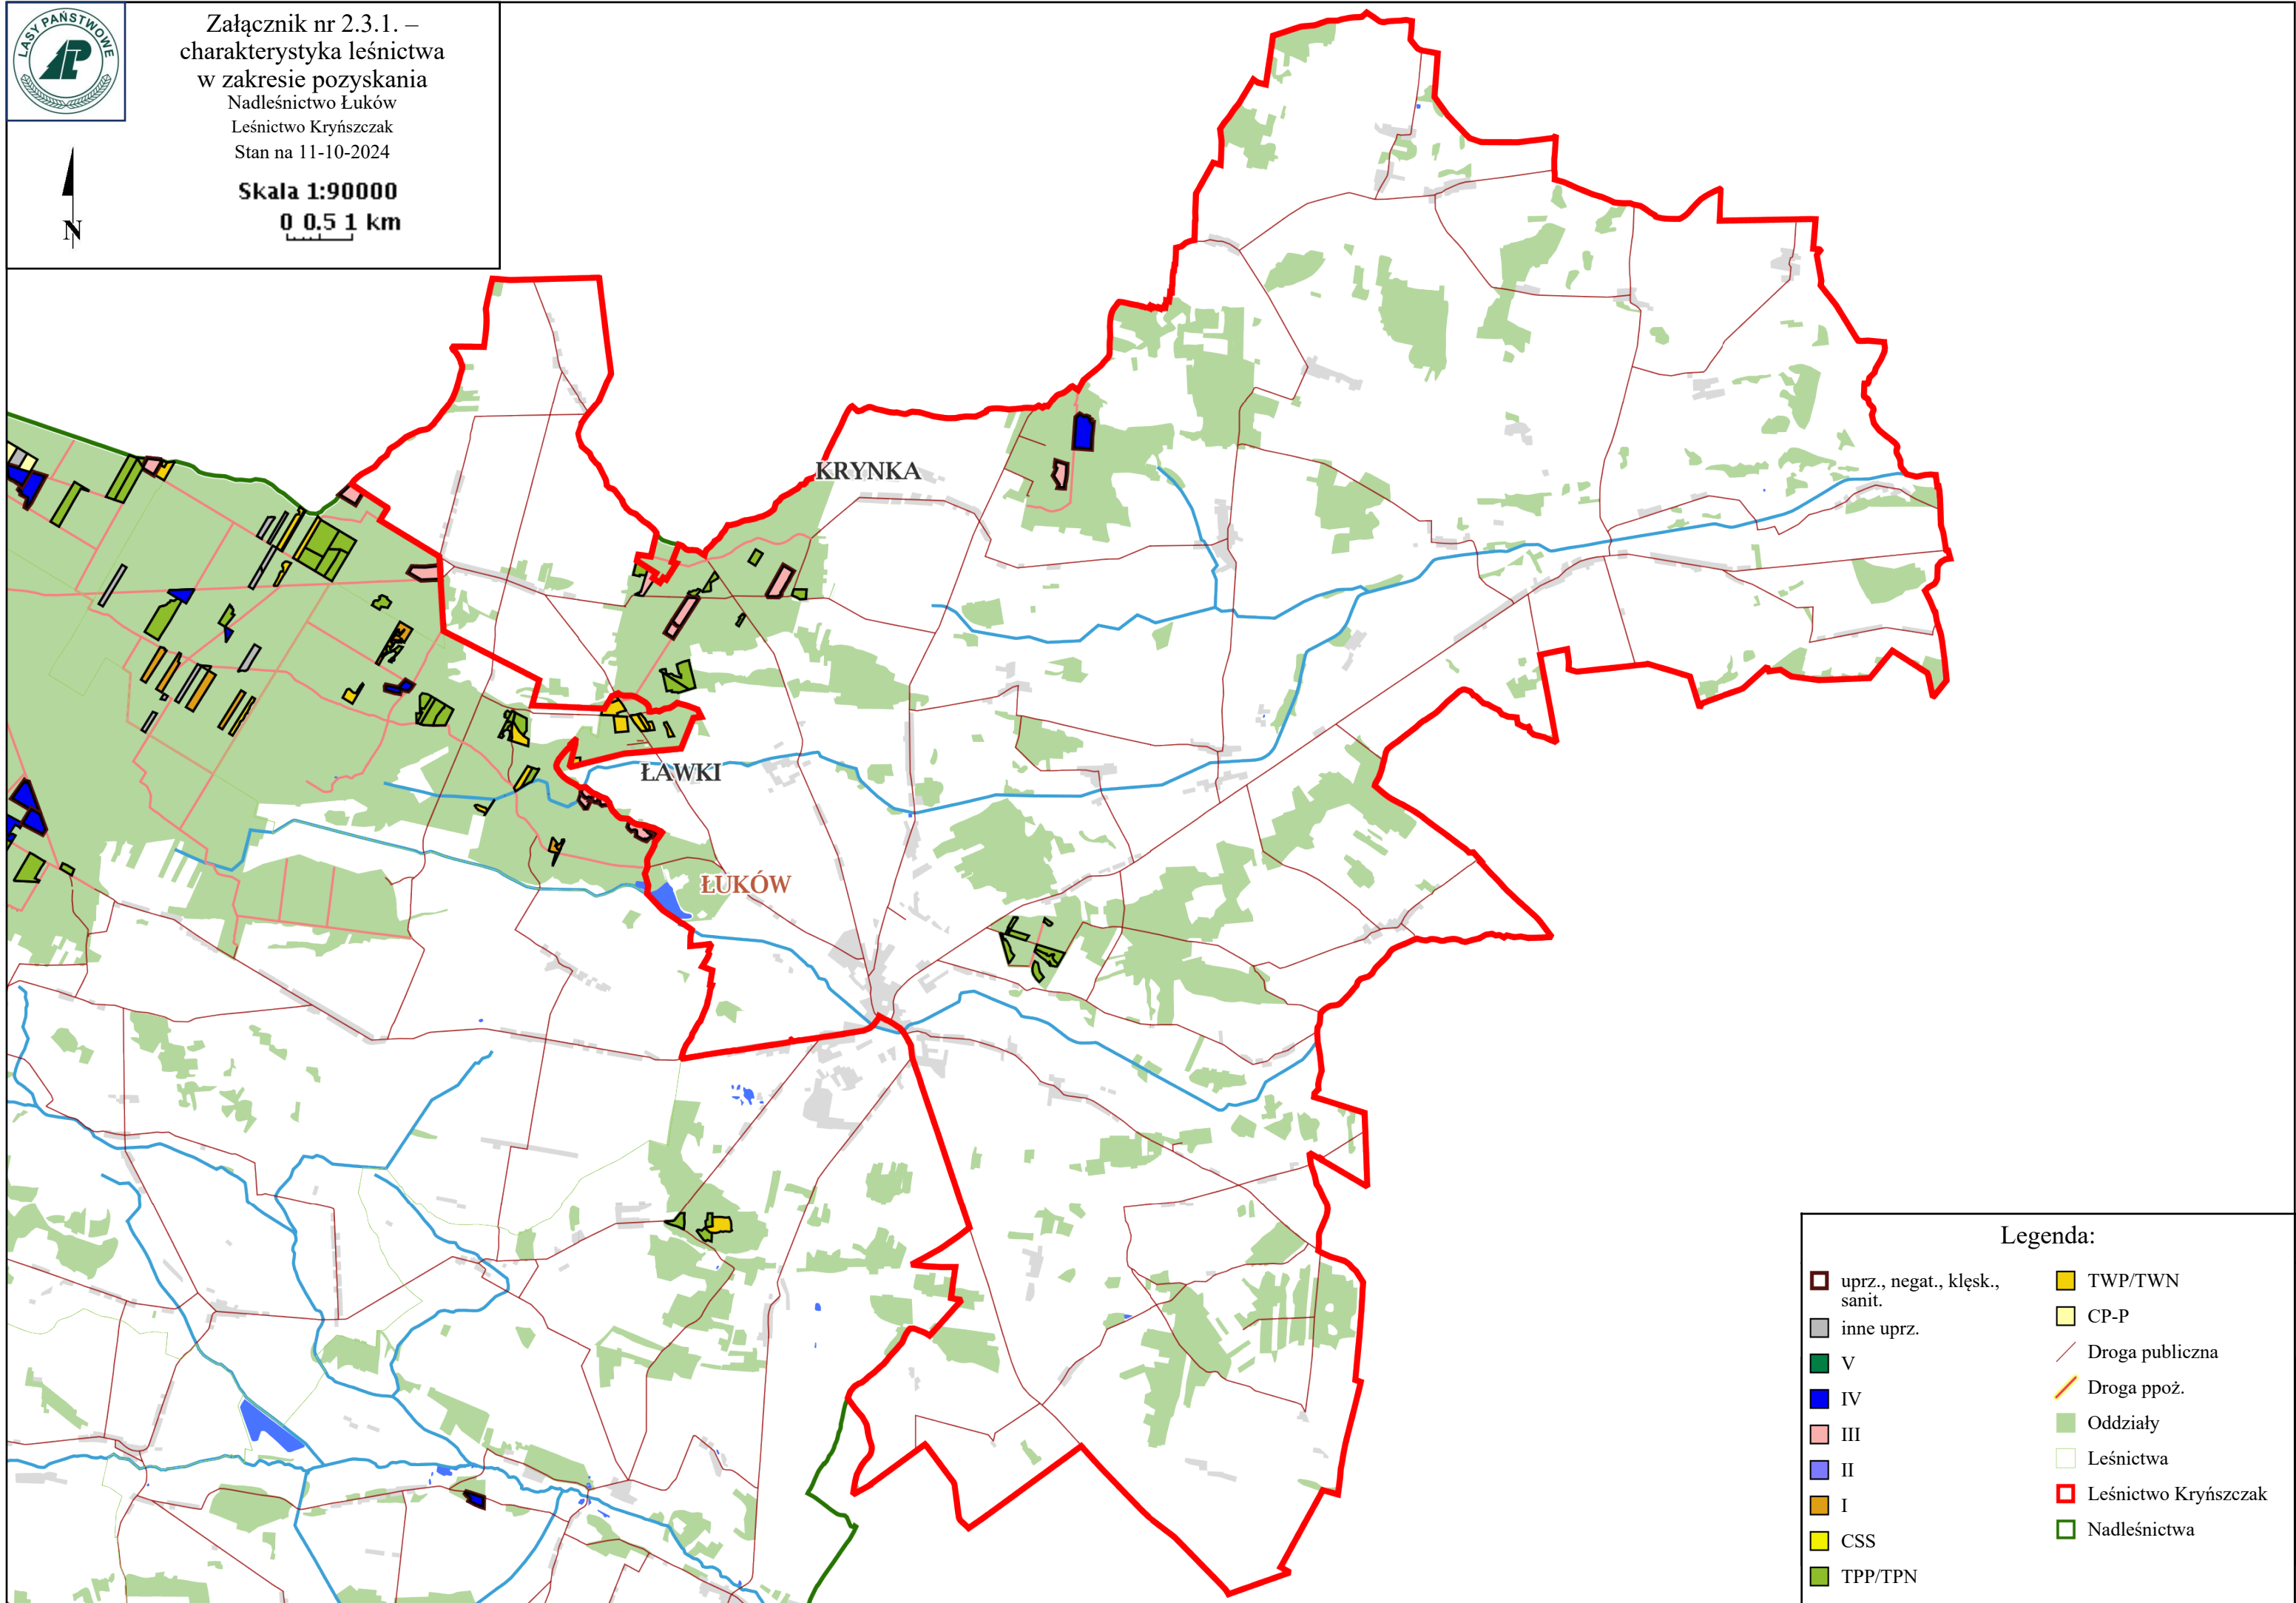 LASY PAŃSTWOWE
Załącznik nr 2.3.1. –
charakterystyka leśnictwa
w zakresie pozyskania
Nadleśnictwo Łuków
Leśnictwo Kryńszczak
Stan na 11-10-2024
Skala 1:90000
0 0.5 1 km
N
KRYNKA
ŁAWKI
ŁUKÓW
Legenda:
uprz., negat., klęsk.,
sanit.
inne uprz.
V
IV
III
II
I
CSS
TPP/TPN
TWP/TWN
CP-P
Droga publiczna
Droga ppoż.
Oddziały
Leśnictwa
Leśnictwo Kryńszczak
Nadleśnictwa